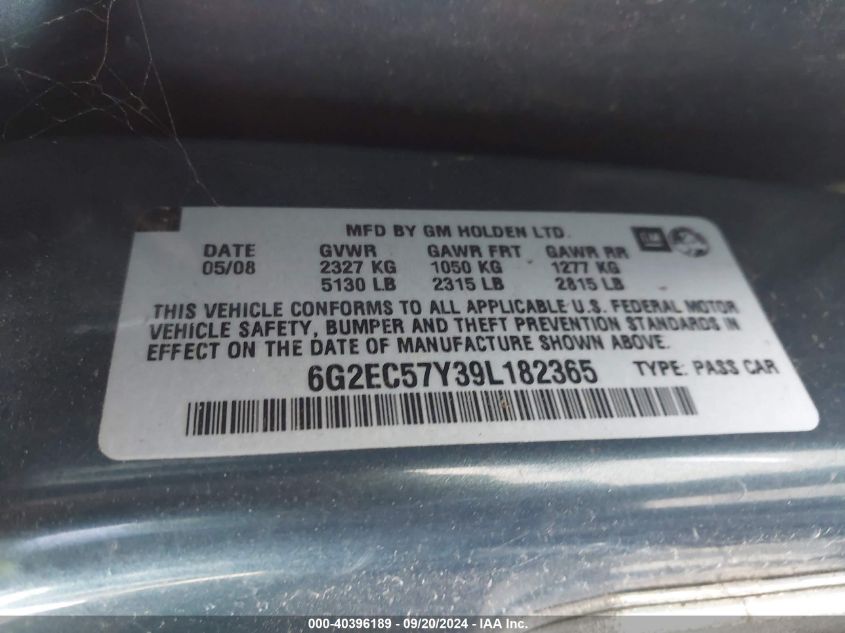 MFD BY GM HOLDEN LTD.
GM
DATE GVWR GAWR FRT GAWR RR
05/08 2327 KG 1050 KG 1277 KG
5130 LB 2315 LB 2815 LB
THIS VEHICLE CONFORMS TO ALL APPLICABLE U.S. FEDERAL MOTOR
VEHICLE SAFETY, BUMPER AND THEFT PREVENTION STANDARDS IN
EFFECT ON THE DATE OF MANUFACTURE SHOWN ABOVE.
6G2EC57Y39L182365 TYPE: PASS CAR
008 - 40396189 - 09/20/2024 - IAA Inc.